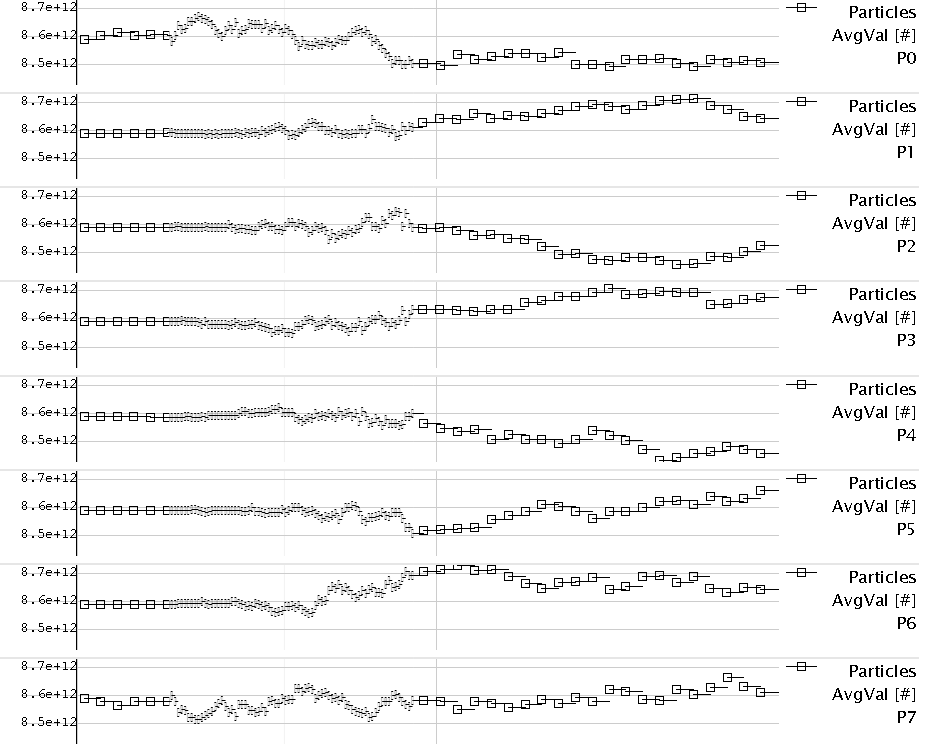 8.7e+12
Particles
8.6e+12
AvgVal [#]
8.5e+12
P0
8.7e+12
Particles
8.6e+12
AvgVal [#]
8.5e+12
P1
8.7e+12
Particles
8.6e+12
AvgVal [#]
8.5e+12
P2
8.7e+12
Particles
8.6e+12
AvgVal [#]
8.5e+12
P3
8.7e+12
Particles
8.6e+12
AvgVal [#]
8.5e+12
P4
8.7e+12
Particles
8.6e+12
AvgVal [#]
8.5e+12
P5
8.7e+12
Particles
8.6e+12
AvgVal [#]
8.5e+12
P6
8.7e+12
Particles
8.6e+12
AvgVal [#]
8.5e+12
P7